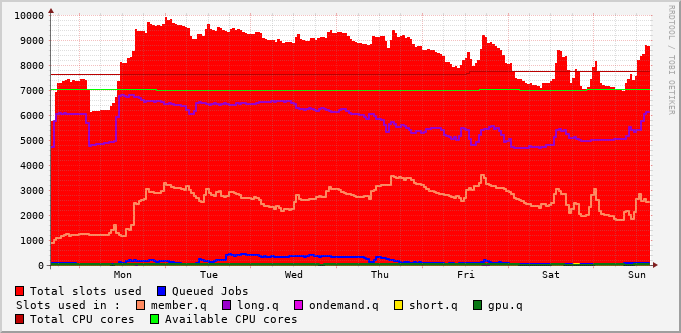 10000
9000
8000
7000
6000
5000
4000
3000
2000
1000
0
Mon Tue Wed Thu Fri Sat Sun
RRDTOOL / TOBI OETIKER
Total slots used Queued Jobs
Slots used in : member.q long.q ondemand.q short.q gpu.q
Total CPU cores Available CPU cores